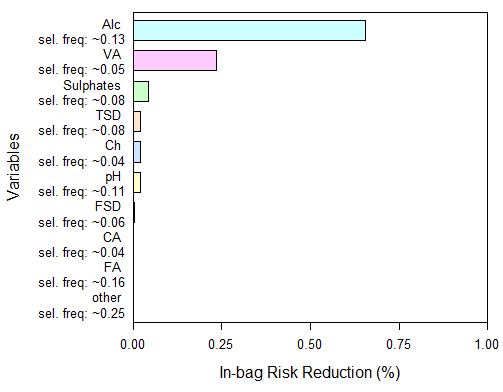 Alc
sel. freq: ~0.13
VA
sel. freq: ~0.05
Sulphates
sel. freq: ~0.08
TSD
sel. freq: ~0.08
Ch
sel. freq: ~0.04
pH
sel. freq: ~0.11
FSD
sel. freq: ~0.06
CA
sel. freq: ~0.04
FA
sel. freq: ~0.16
other
sel. freq: ~0.25
Variables
0.00 0.25 0.50 0.75 1.00
In-bag Risk Reduction (%)